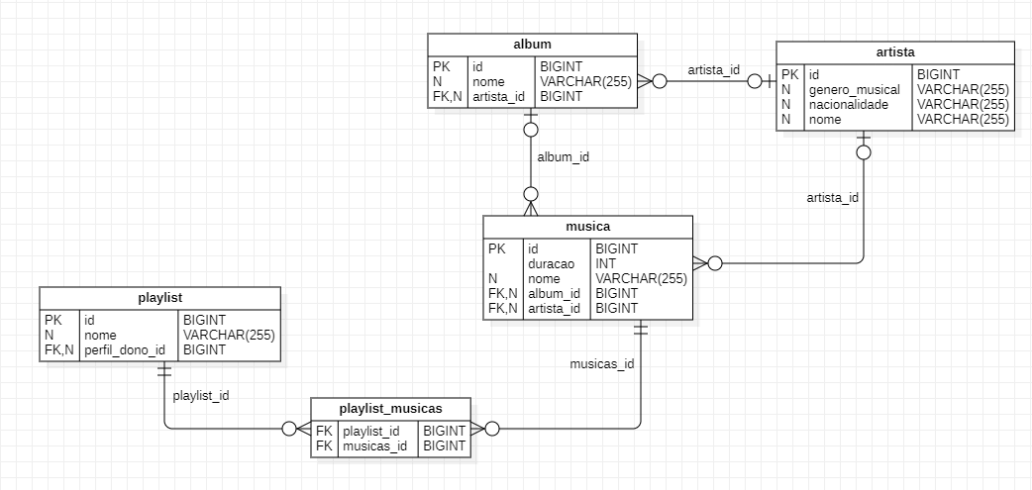 album
PK id BIGINT
N nome VARCHAR(255)
FK,N artista_id BIGINT
artista_id
artista
PK id BIGINT
N genero_musical VARCHAR(255)
N nacionalidade VARCHAR(255)
N nome VARCHAR(255)
album_id
artista_id
musica
PK id BIGINT
duracao INT
N nome VARCHAR(255)
FK,N album_id BIGINT
FK,N artista_id BIGINT
playlist
PK id BIGINT
N nome VARCHAR(255)
FK,N perfil_dono_id BIGINT
musicas_id
playlist_id
playlist_musicas
FK playlist_id BIGINT
FK musicas_id BIGINT